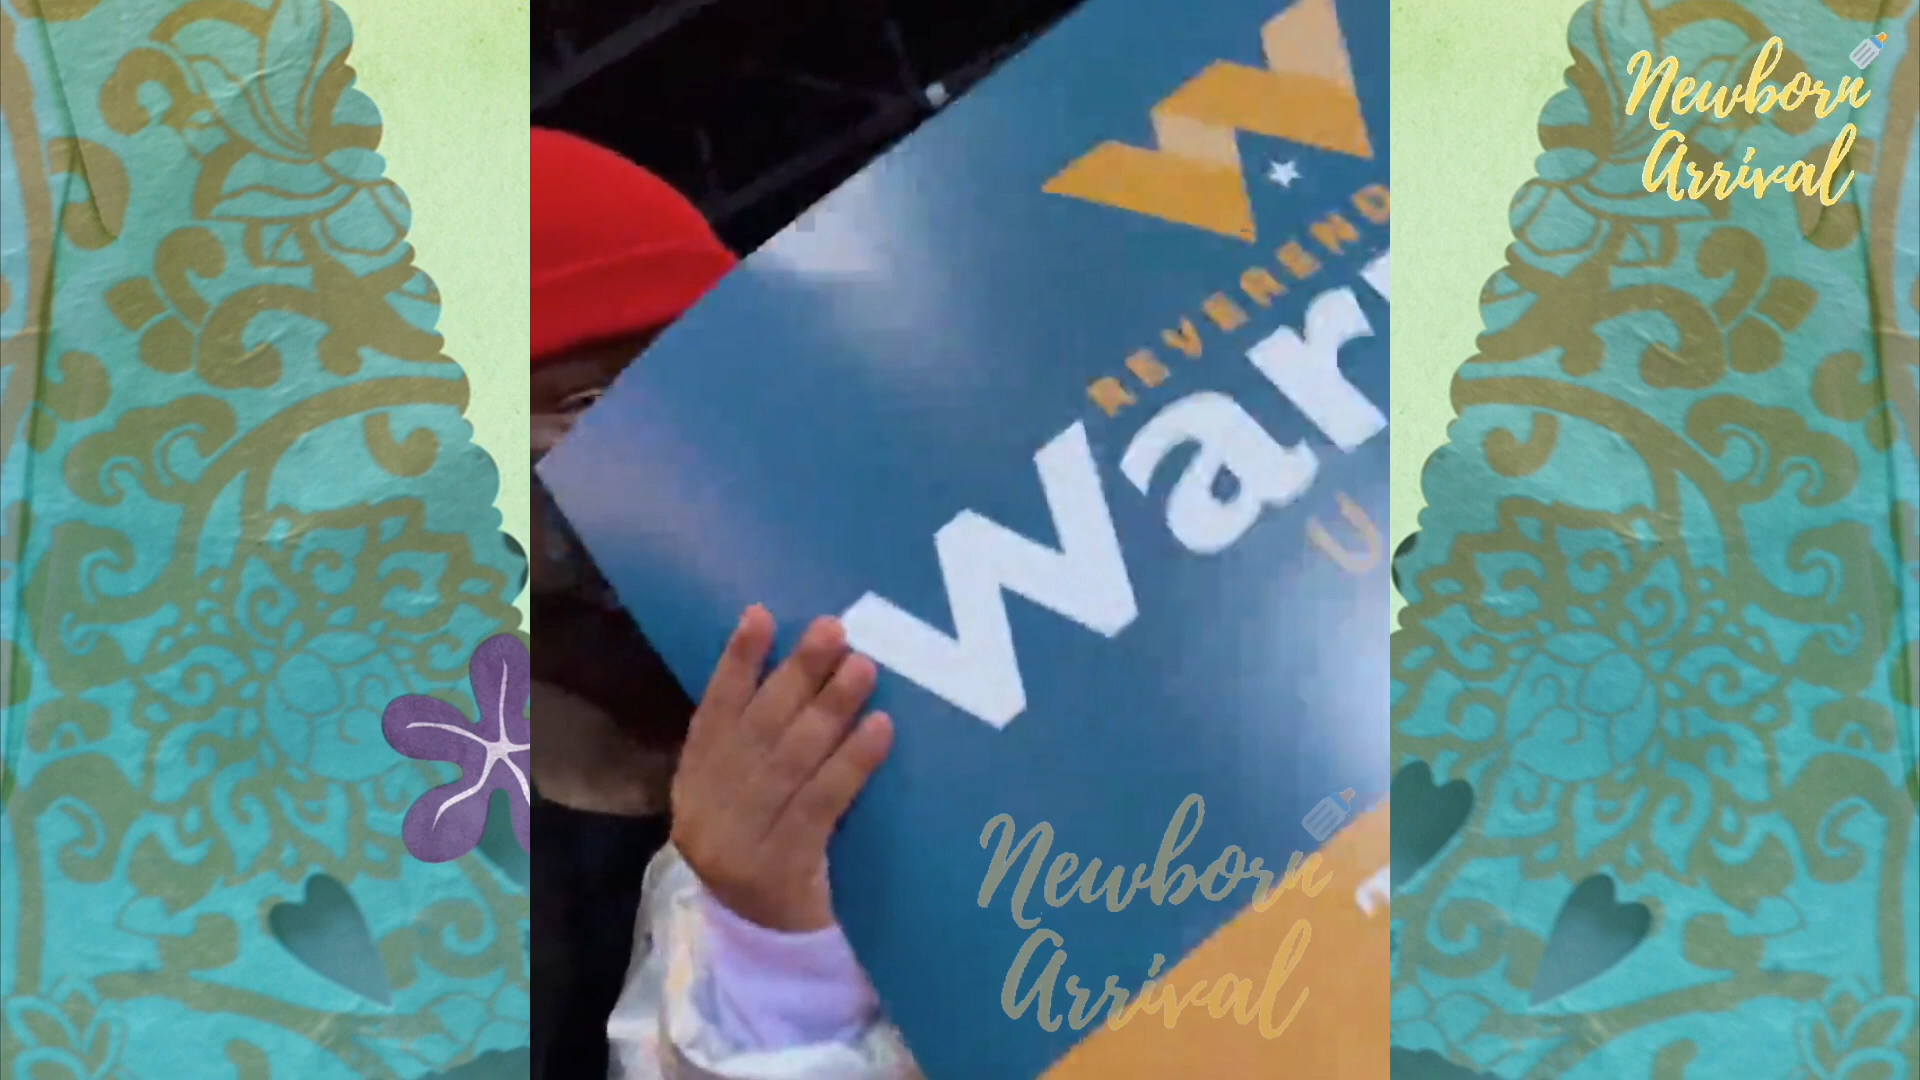 Newborn
Arrival
REVEREND
War
U
Newborn
Arrival